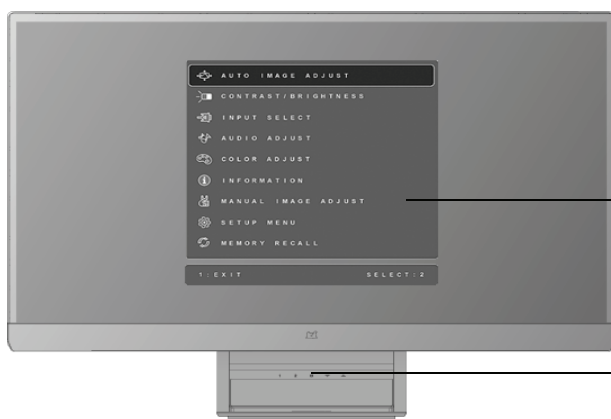 AUTO IMAGE ADJUST
CONTRAST/BRIGHTNESS
INPUT SELECT
AUDIO ADJUST
COLOR ADJUST
INFORMATION
MANUAL IMAGE ADJUST
SETUP MENU
MEMORY RECALL
1:EXIT SELECT:2